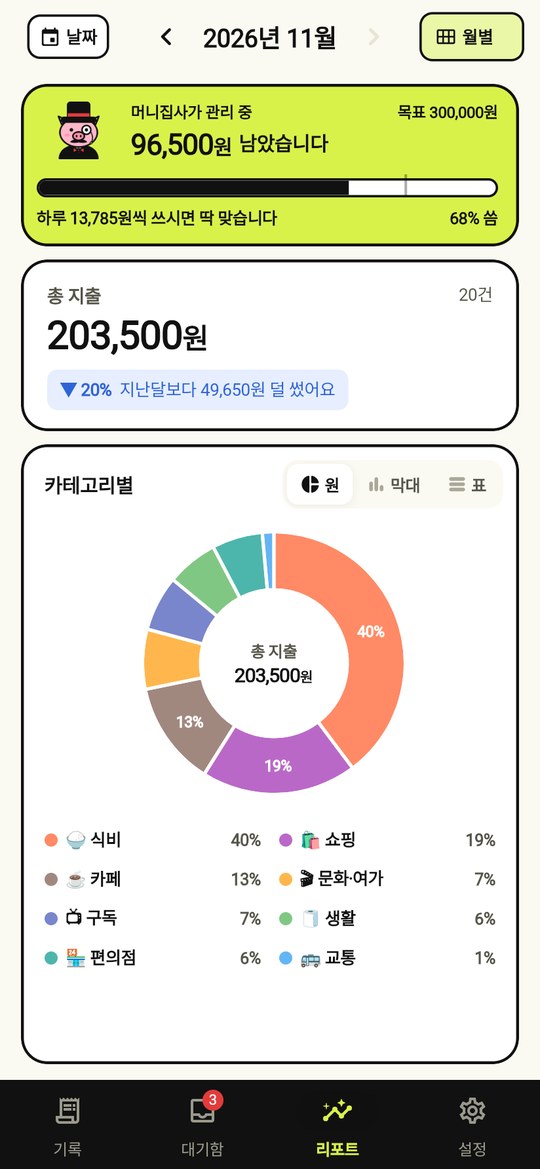 날짜
2026년 11월
월별
머니집사가 관리 중
목표 300,000원
96,500원 남았습니다
하루 13,785원씩 쓰시면 딱 맞습니다
68% 씀
총 지출
20건
203,500원
▼20% 지난달보다 49,650원 덜 썼어요
카테고리별
원
막대
표
40%
총 지출
203,500원
13%
19%
식비 40%
쇼핑 19%
카페 13%
문화·여가 7%
구독 7%
생활 6%
편의점 6%
교통 1%
3
기록
대기함
리포트
설정